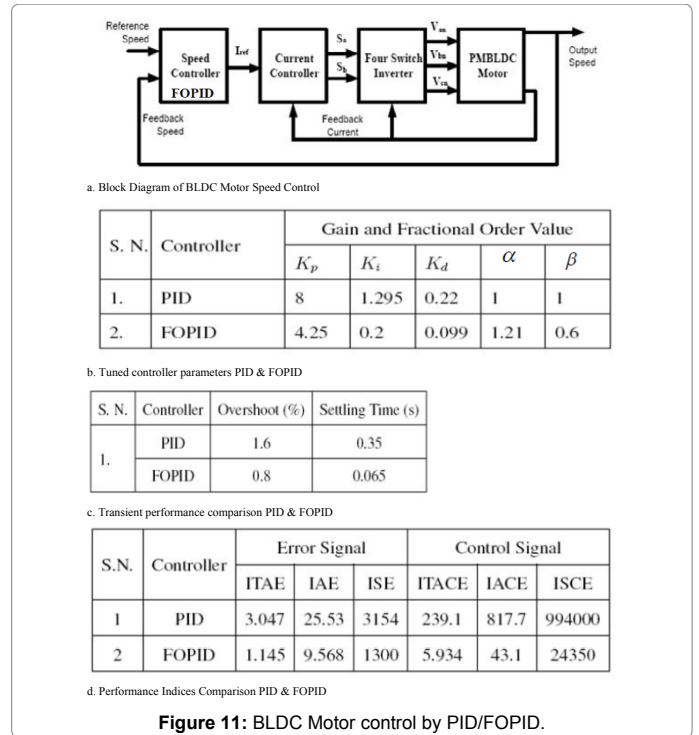 Reference
Speed
Speed
Controller
FOPID
Iref
Current
Controller
Sa
Sb
Four Switch
Inverter
Van
Vbn
Vcn
PMBLDC
Motor
Output
Speed
Feedback
Speed
Feedback
Current
a. Block Diagram of BLDC Motor Speed Control
S. N. Controller Gain and Fractional Order Value
Kp Ki Kd α β
1. PID 8 1.295 0.22 1 1
2. FOPID 4.25 0.2 0.099 1.21 0.6
b. Tuned controller parameters PID & FOPID
S. N. Controller Overshoot (%) Settling Time (s)
1. PID 1.6 0.35
FOPID 0.8 0.065
c. Transient performance comparison PID & FOPID
S.N. Controller Error Signal Control Signal
ITAE IAE ISE ITACE IACE ISCE
1 PID 3.047 25.53 3154 239.1 817.7 994000
2 FOPID 1.145 9.568 1300 5.934 43.1 24350
d. Performance Indices Comparison PID & FOPID
Figure 11: BLDC Motor control by PID/FOPID.